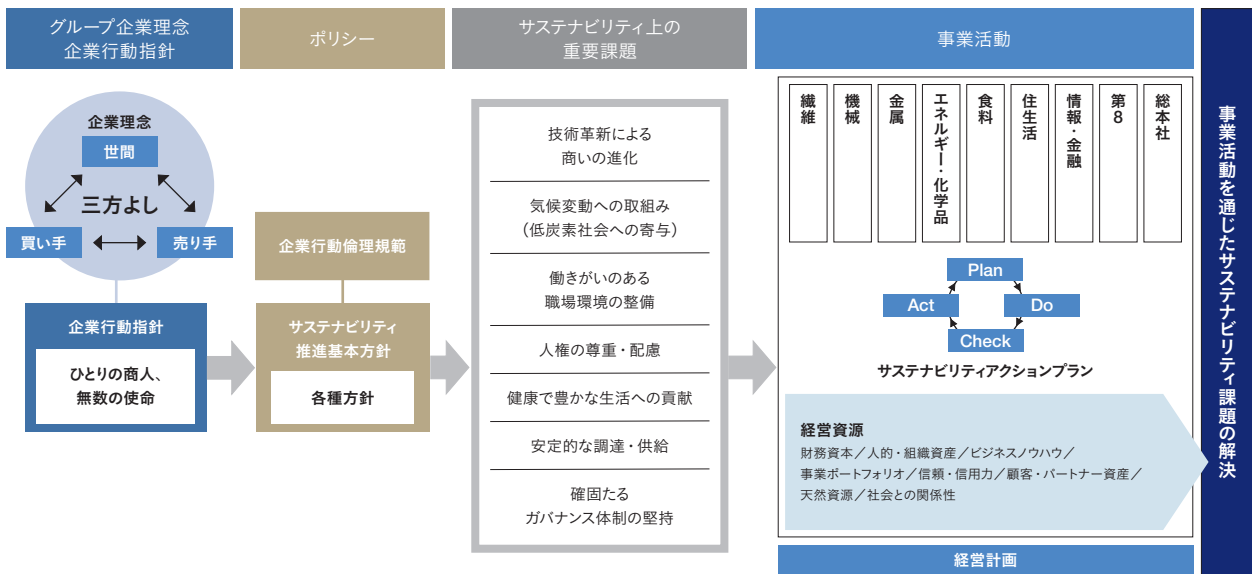 グループ企業理念
企業行動指針
ポリシー
サステナビリティ上の
重要課題
事業活動
企業理念
世間
三方よし
買い手
売り手
企業行動指針
ひとりの商人、
無数の使命
企業行動倫理規範
サステナビリティ
推進基本方針
各種方針
技術革新による
商いの進化
気候変動への取組み
(低炭素社会への寄与)
働きがいのある
職場環境の整備
人権の尊重・配慮
健康で豊かな生活への貢献
安定的な調達・供給
確固たる
ガバナンス体制の堅持
繊維
機械
金属
エネルギー・化学品
食料
住生活
情報・金融
第8
総本社
Plan
Act
Do
Check
サステナビリティアクションプラン
経営資源
財務資本/人的・組織資産/ビジネスノウハウ/
事業ポートフォリオ/信頼・信用力/顧客・パートナー資産/
天然資源/社会との関係性
経営計画
事業活動を通じたサステナビリティ課題の解決